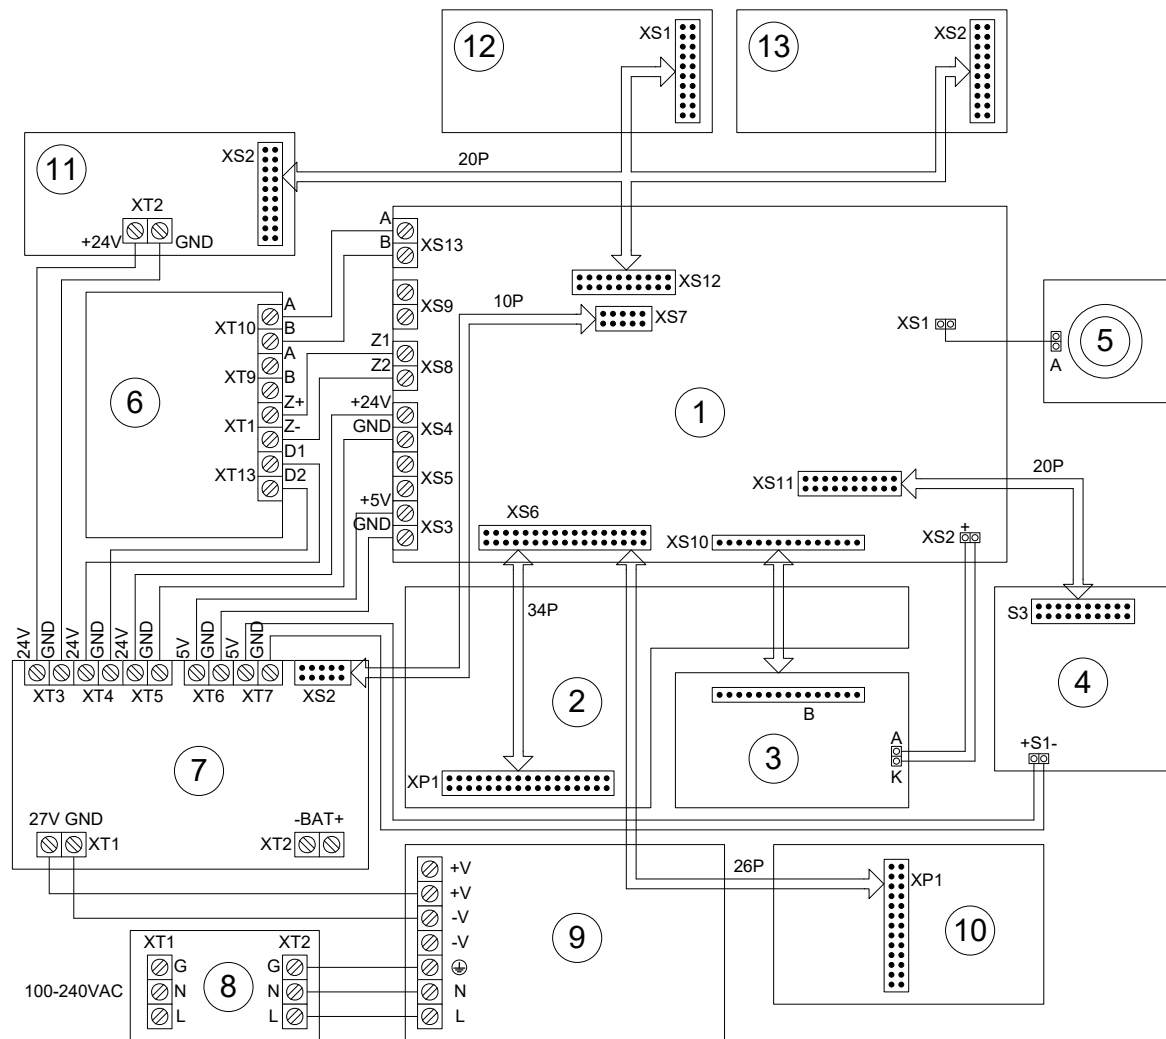 12
XS1
13
XS2
11
XS2
20P
XT2
+24V
GND
A
B
XS13
XS12
XS9
10P
XS7
XS1
5
A
A
XT10
B
A
XT9
B
6
Z+
XT1
Z-
D1
XT13
D2
Z1
Z2
XS8
+24V
GND
XS4
1
XS5
+5V
GND
XS3
XS11
20P
XS6
XS10
XS2
+
34P
S3
4
+S1-
24V
GND
24V
GND
24V
GND
5V
GND
5V
GND
XT3
XT4
XT5
XT6
XT7
XS2
2
B
3
A
K
XP1
7
27V GND
XT1
-BAT+
XT2
+V
+V
-V
-V
N
L
9
26P
XP1
10
XT1
XT2
G
G
100-240VAC
N
8
N
L
L